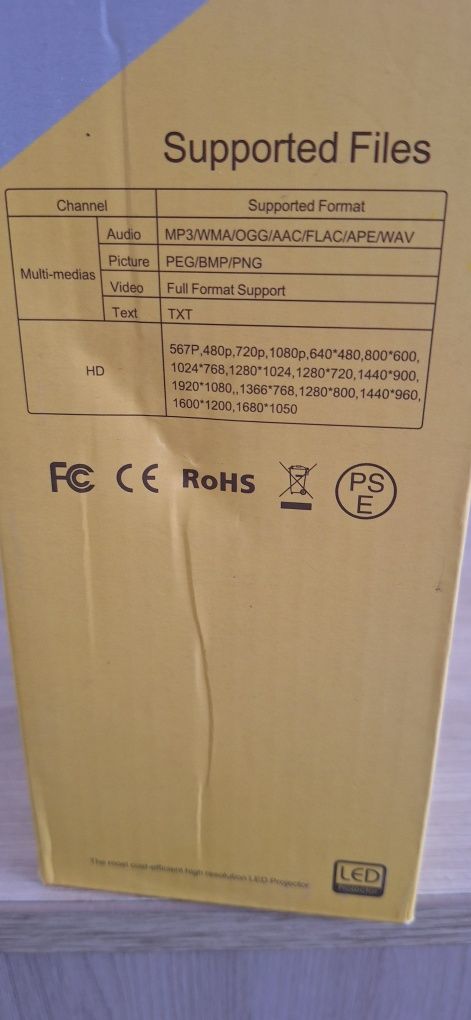 Supported Files
Channel Supported Format
Multi-medias
Audio MP3/WMA/OGG/AAC/FLAC/APE/WAV
Picture PEG/BMP/PNG
Video Full Format Support
Text TXT
HD
567P,480p,720p,1080p,640*480,800*600,
1024*768,1280*1024,1280*720,1440*900,
1920*1080,,1366*768,1280*800,1440*960,
1600*1200,1680*1050
FC CE RoHS PS
E
The most cost-efficient high resolution LED Projector
LED
Projector